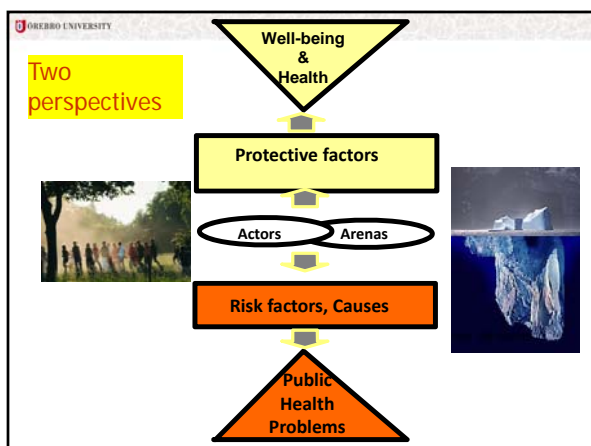 ÖREBRO UNIVERSITY
Two
perspectives
Well-being
&
Health
Protective factors
Actors Arenas
Risk factors, Causes
Public
Health
Problems